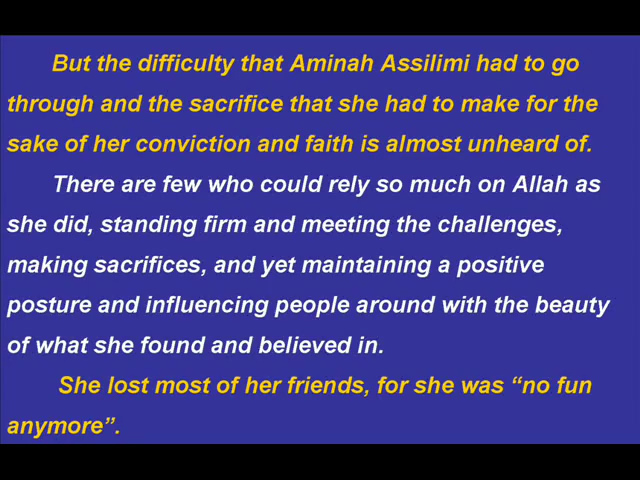 But the difficulty that Aminah Assilimi had to go
through and the sacrifice that she had to make for the
sake of her conviction and faith is almost unheard of.
There are few who could rely so much on Allah as
she did, standing firm and meeting the challenges,
making sacrifices, and yet maintaining a positive
posture and influencing people around with the beauty
of what she found and believed in.
She lost most of her friends, for she was “no fun
anymore”.